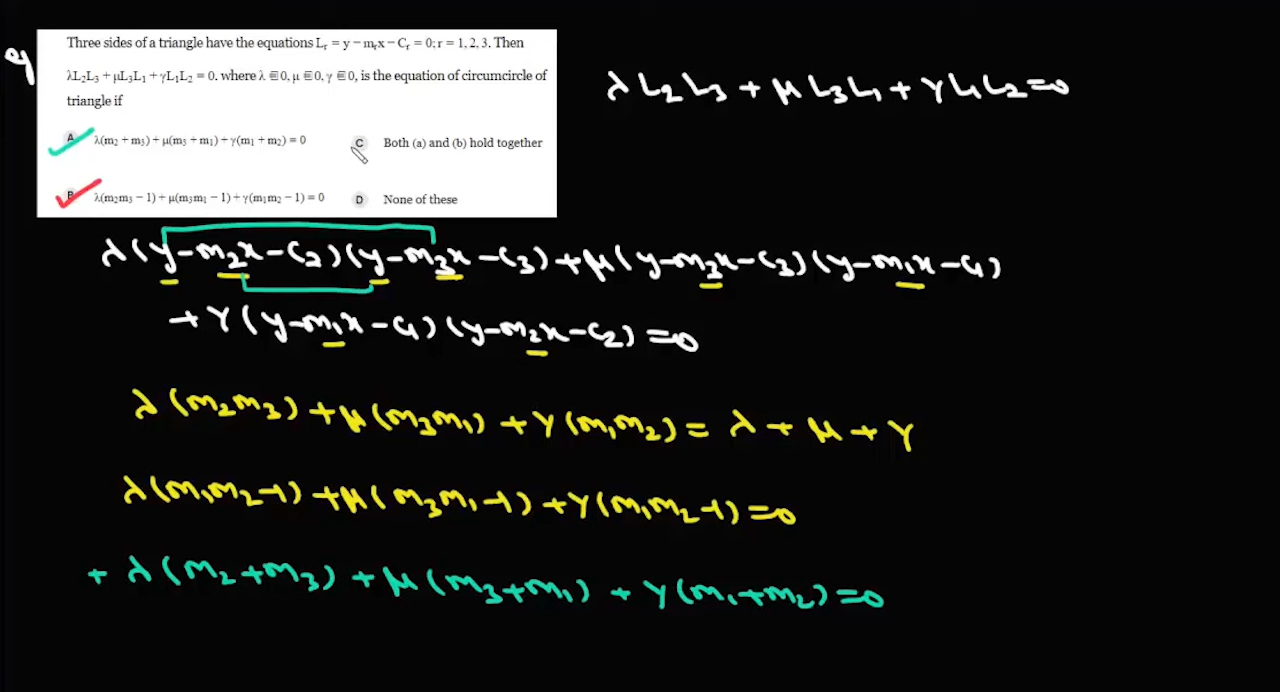 eg
Three sides of a triangle have the equations Lᵣ = y − mᵣx − Cᵣ = 0; r = 1, 2, 3. Then
λL₂L₃ + μL₃L₁ + γL₁L₂ = 0. where λ ∈ 0, μ ∈ 0, γ ∈ 0, is the equation of circumcircle of
triangle if
A λ(m₂ + m₃) + μ(m₃ + m₁) + γ(m₁ + m₂) = 0
C Both (a) and (b) hold together
B λ(m₂m₃ − 1) + μ(m₃m₁ − 1) + γ(m₁m₂ − 1) = 0
D None of these
λL₂L₃ + μL₃L₁ + γL₁L₂ = 0
λ(y−m₂x−C₂)(y−m₃x−C₃) + μ(y−m₃x−C₃)(y−m₁x−C₁)
+ γ(y−m₁x−C₁)(y−m₂x−C₂) = 0
λ(m₂m₃) + μ(m₃m₁) + γ(m₁m₂) = λ + μ + γ
λ(m₁m₂−1) + μ(m₃m₁−1) + γ(m₁m₂−1) = 0
+ λ(m₂+m₃) + μ(m₃+m₁) + γ(m₁+m₂) = 0